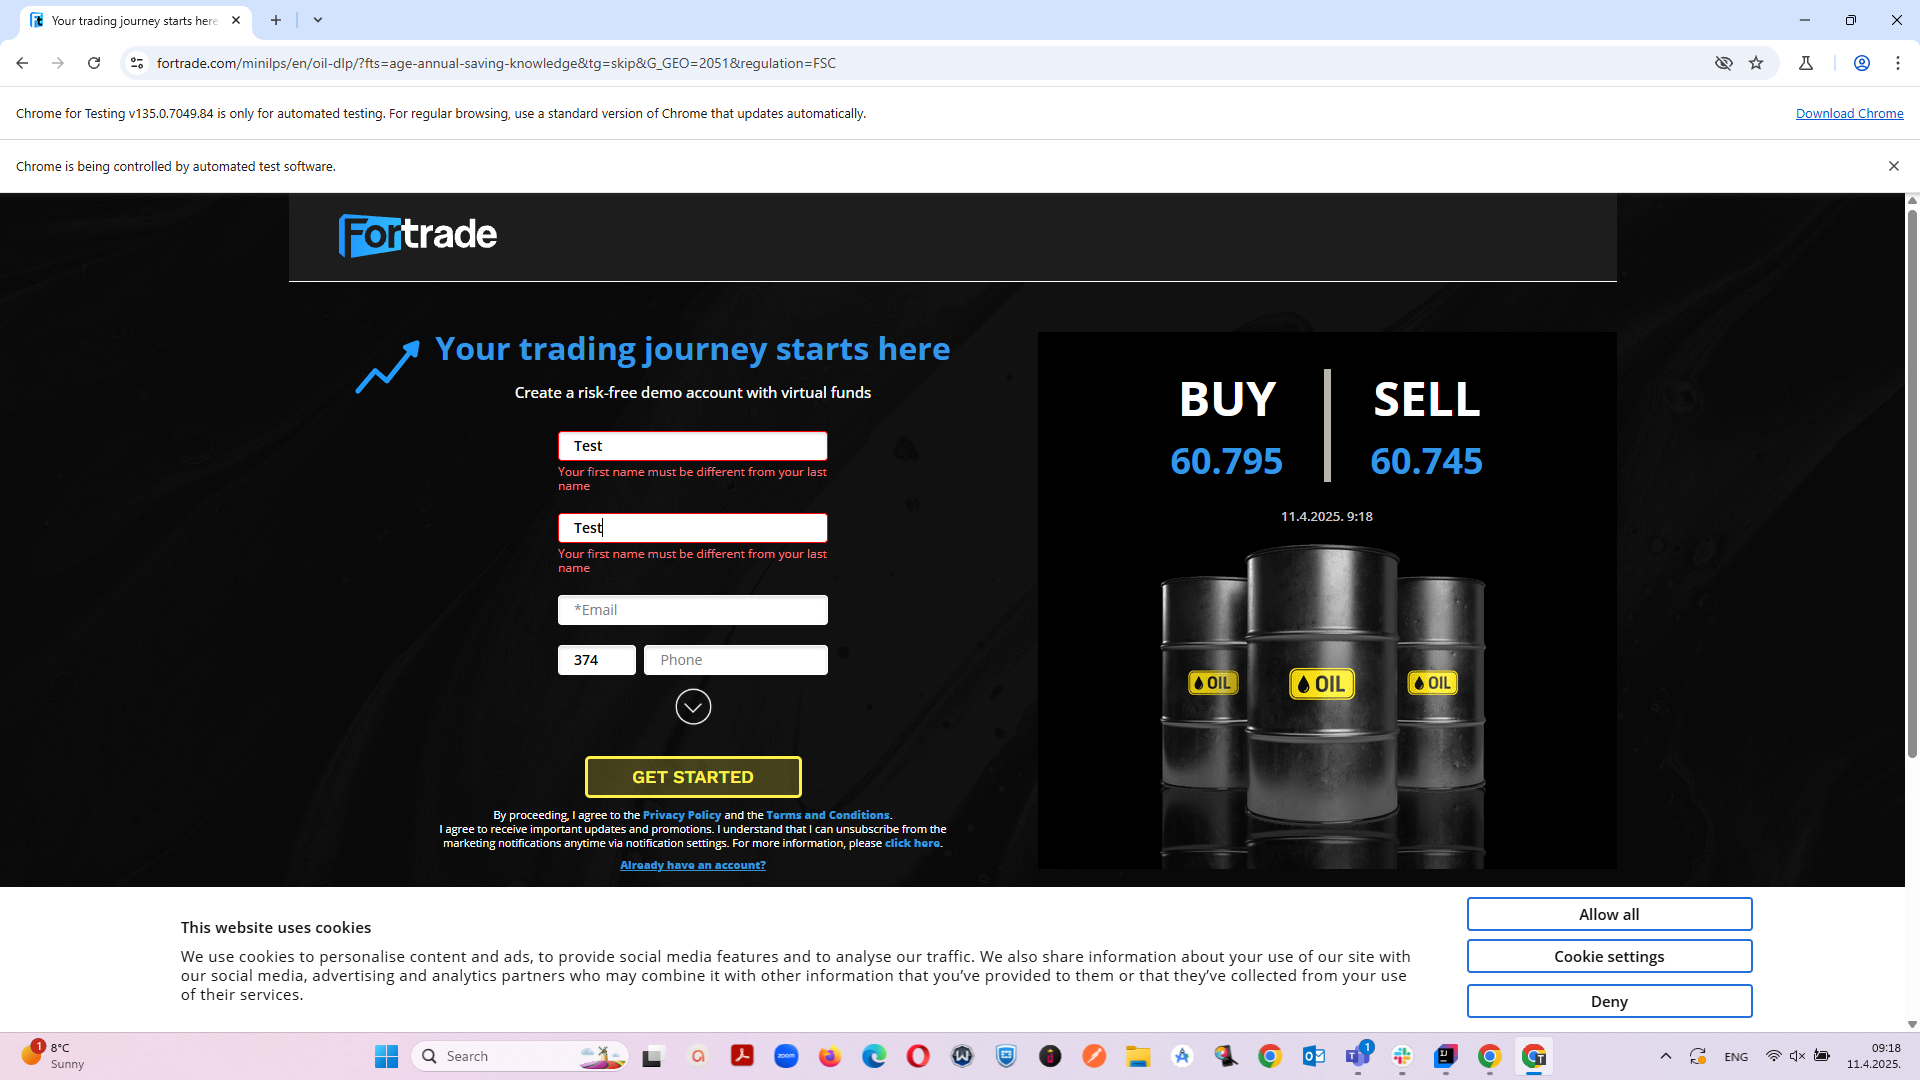 Your trading journey starts here
fortrade.com/minilps/en/oil-dlp/?fts=age-annual-saving-knowledge&tg=skip&G_GEO=2051&regulation=FSC
Chrome for Testing v135.0.7049.84 is only for automated testing. For regular browsing, use a standard version of Chrome that updates automatically.
Download Chrome
Chrome is being controlled by automated test software.
Fortrade
Your trading journey starts here
Create a risk-free demo account with virtual funds
Test
Your first name must be different from your last
name
Test
Your first name must be different from your last
name
*Email
374
Phone
GET STARTED
By proceeding, I agree to the Privacy Policy and the Terms and Conditions.
I agree to receive important updates and promotions. I understand that I can unsubscribe from the
marketing notifications anytime via notification settings. For more information, please click here.
Already have an account?
BUY
SELL
60.795
60.745
11.4.2025. 9:18
OIL
OIL
OIL
This website uses cookies
We use cookies to personalise content and ads, to provide social media features and to analyse our traffic. We also share information about your use of our site with
our social media, advertising and analytics partners who may combine it with other information that you've provided to them or that they've collected from your use
of their services.
Allow all
Cookie settings
Deny
1
8°C
Sunny
Search
zoom
1
ENG
09:18
11.4.2025.